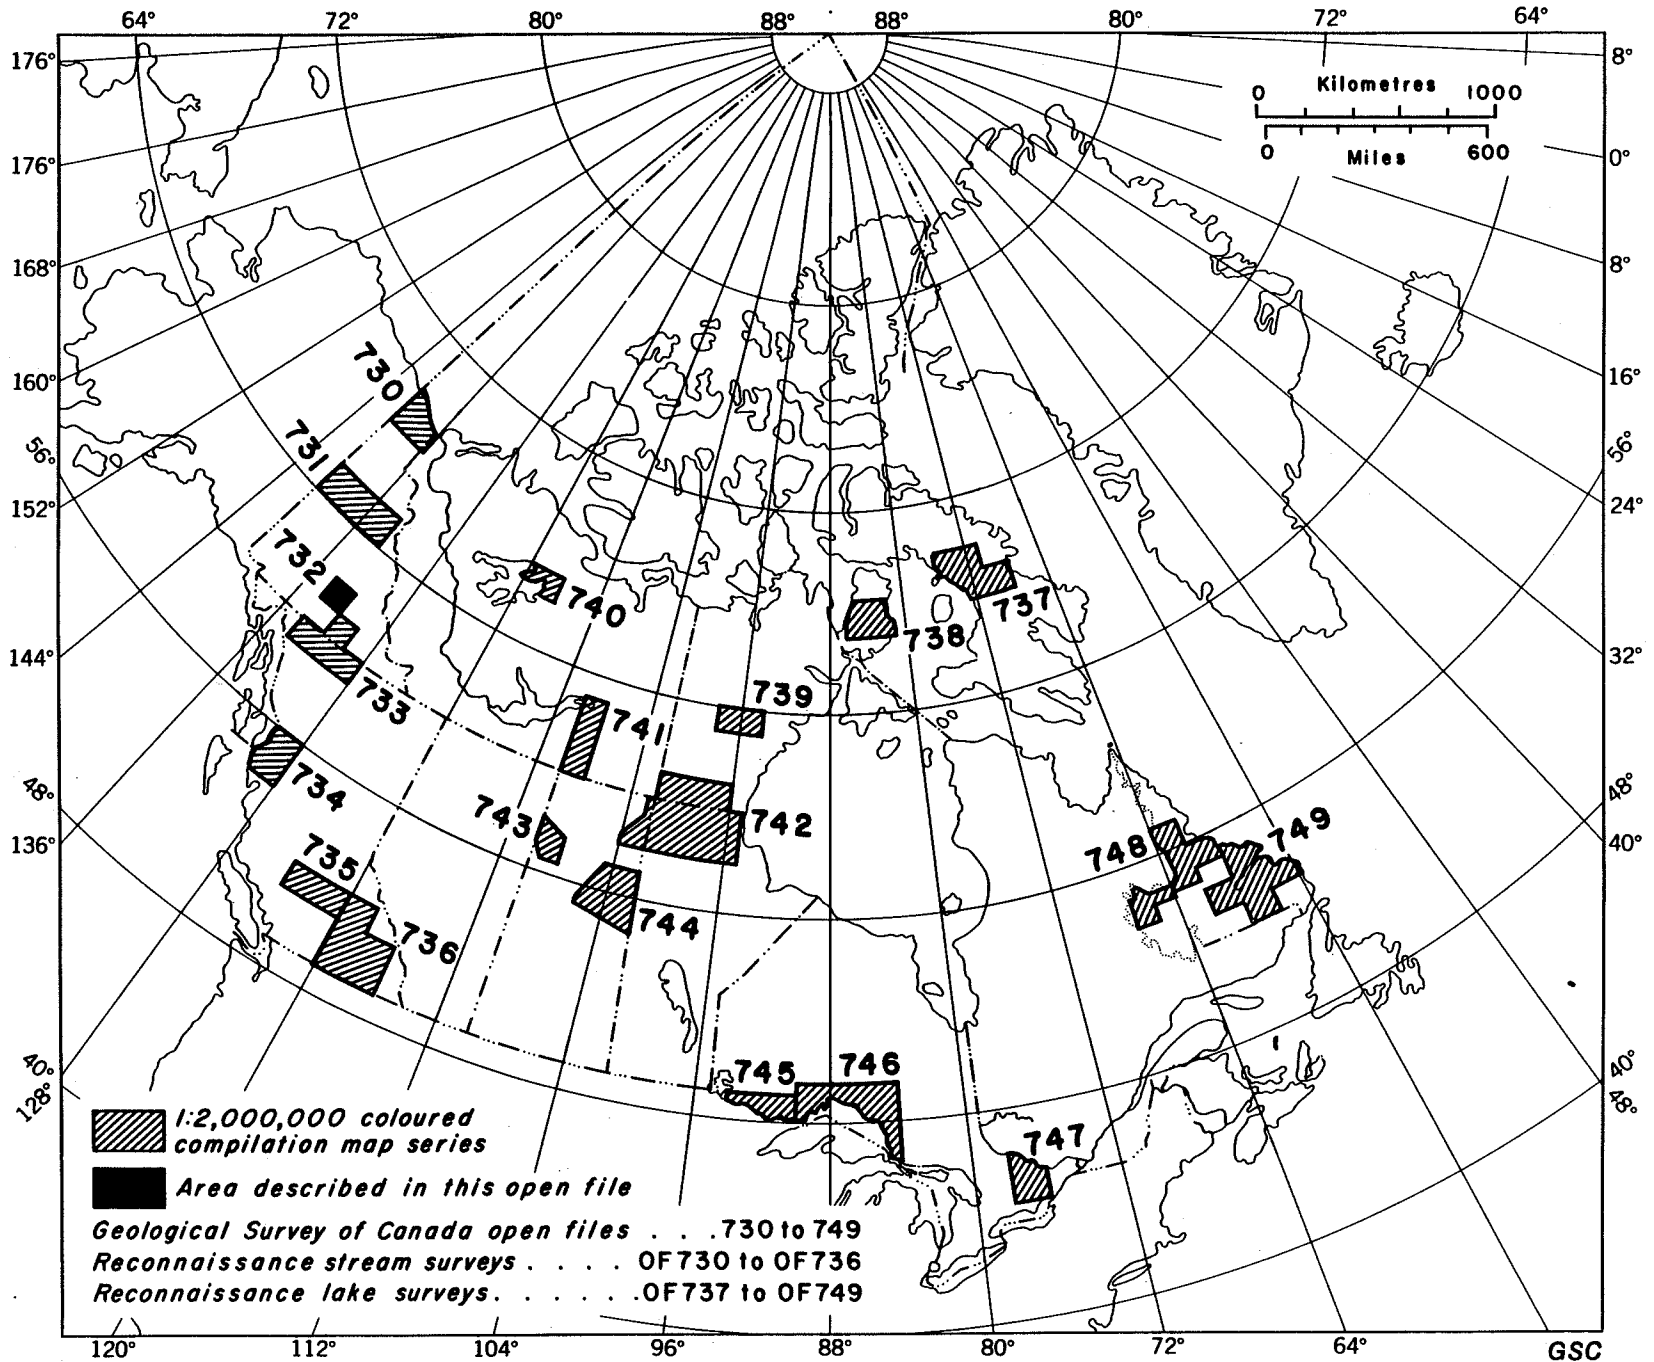 64° 72° 80° 88° 88° 80° 72° 64°
176° 8°
Kilometres
0 1000
0 600
Miles
176° 0°
168° 8°
160° 16°
730
731
56° 56°
152° 24°
732
740
737
738
144° 32°
733
739
741
734
48° 48°
743
742
748
749
136° 40°
735
744
736
40° 40°
128° 48°
745 746
747
1:2,000,000 coloured
compilation map series
Area described in this open file
Geological Survey of Canada open files . . . 730 to 749
Reconnaissance stream surveys . . . . OF730 to OF736
Reconnaissance lake surveys. . . . . . .OF737 to OF749
120° 112° 104° 96° 88° 80° 72° 64°
GSC